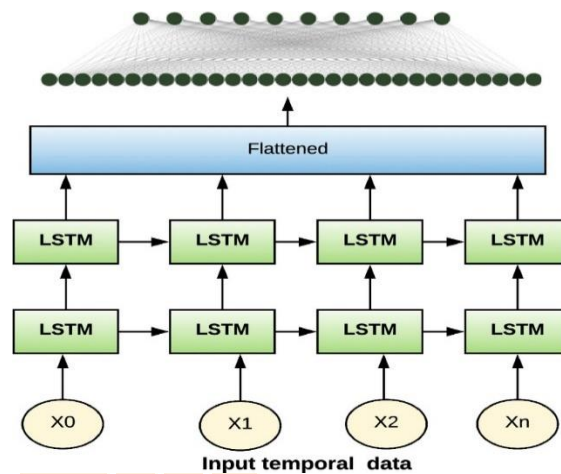 Flattened
LSTM LSTM LSTM LSTM
LSTM LSTM LSTM LSTM
X0 X1 X2 Xn
Input temporal data